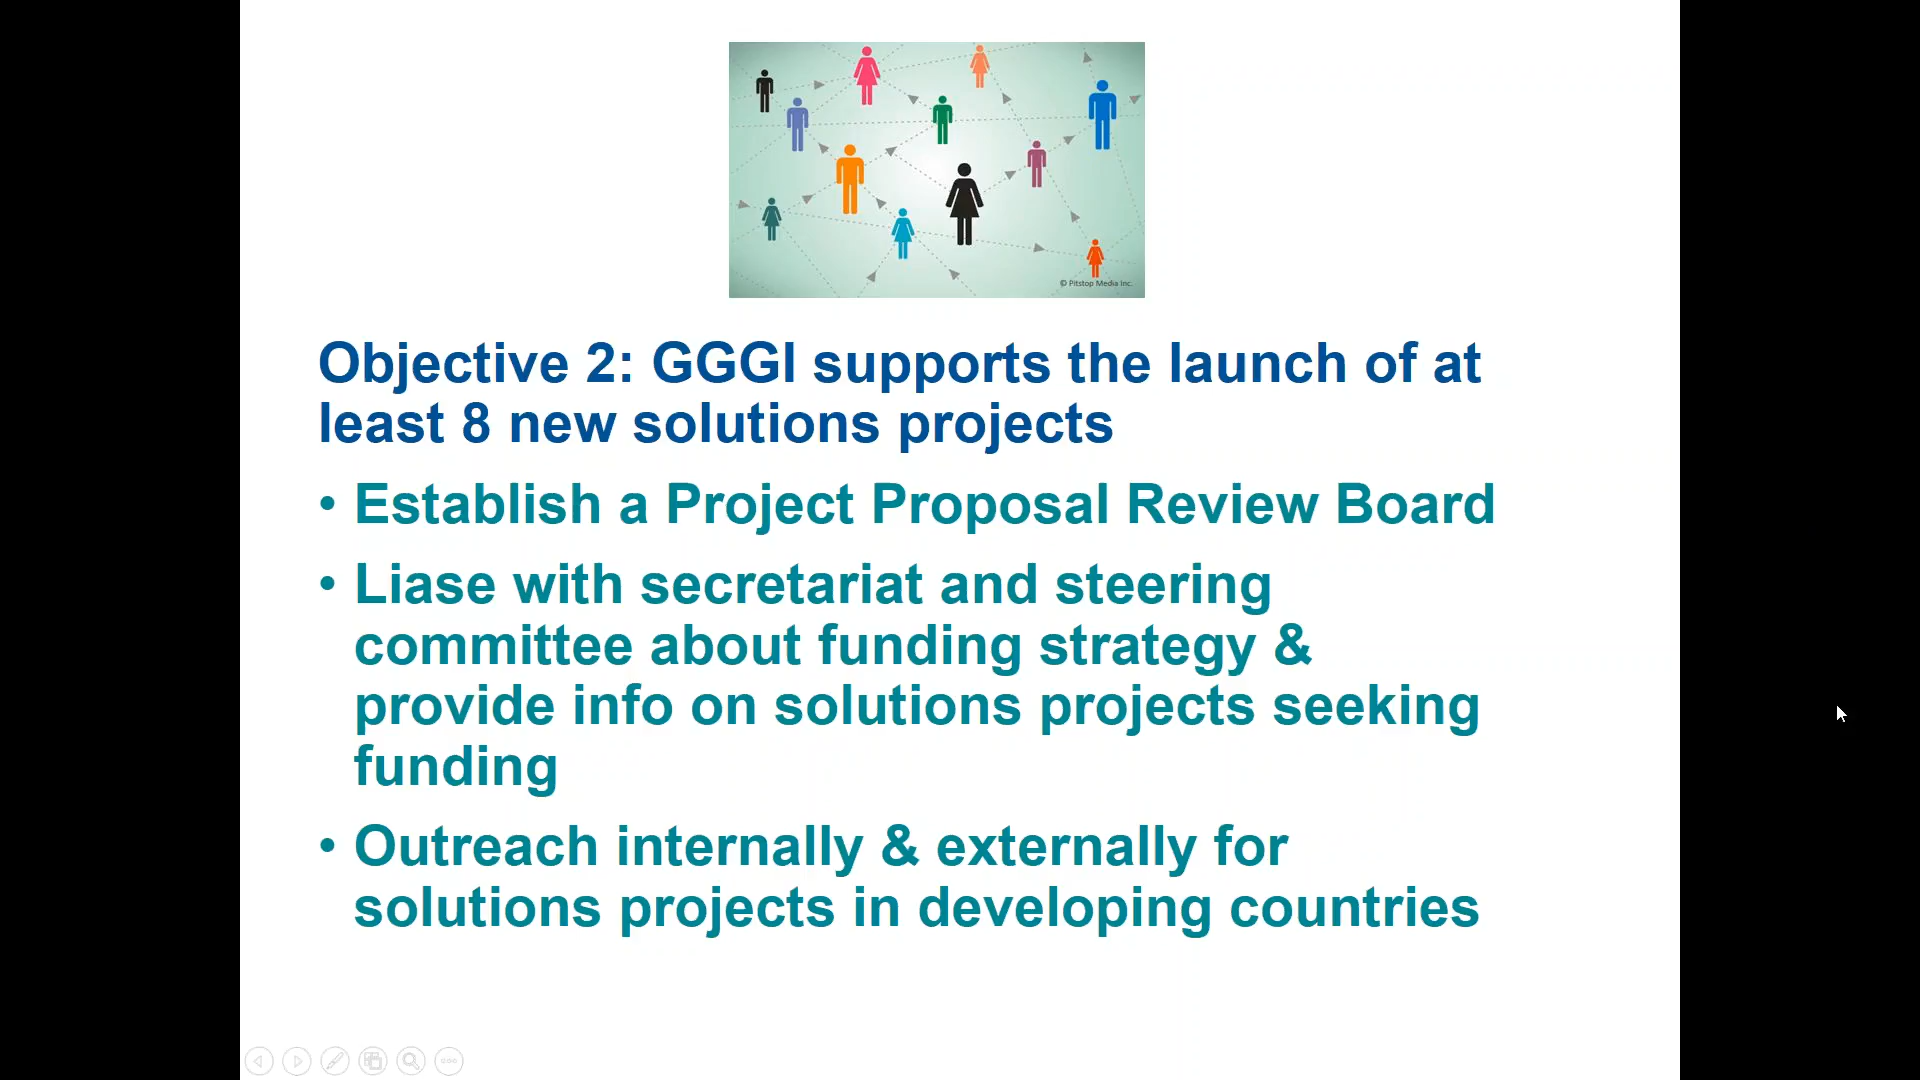 © Pitstop Media Inc.
Objective 2: GGGI supports the launch of at
least 8 new solutions projects
• Establish a Project Proposal Review Board
• Liase with secretariat and steering
committee about funding strategy &
provide info on solutions projects seeking
funding
• Outreach internally & externally for
solutions projects in developing countries